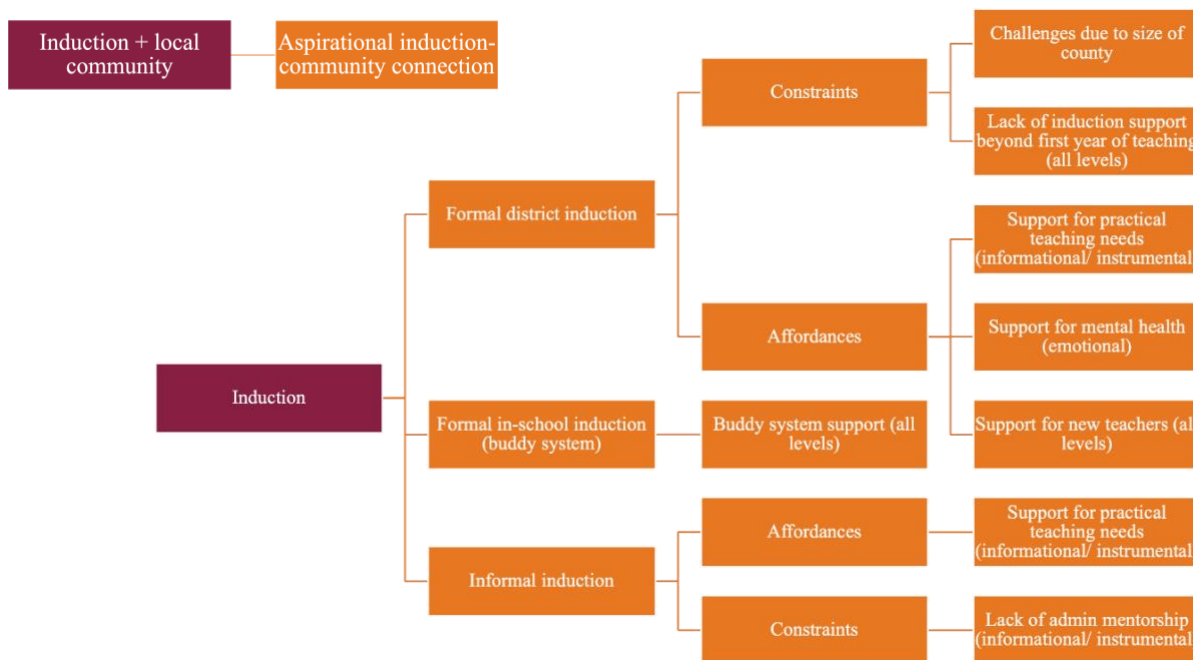 Induction + local
community
Aspirational induction-
community connection
Challenges due to size of
county
Constraints
Lack of induction support
beyond first year of teaching
(all levels)
Formal district induction
Support for practical
teaching needs
(informational/ instrumental
Affordances
Support for mental health
(emotional)
Induction
Formal in-school induction
(buddy system)
Buddy system support (all
levels)
Support for new teachers (all
levels)
Affordances
Support for practical
teaching needs
(informational/ instrumental
Informal induction
Constraints
Lack of admin mentorship
(informational/ instrumental